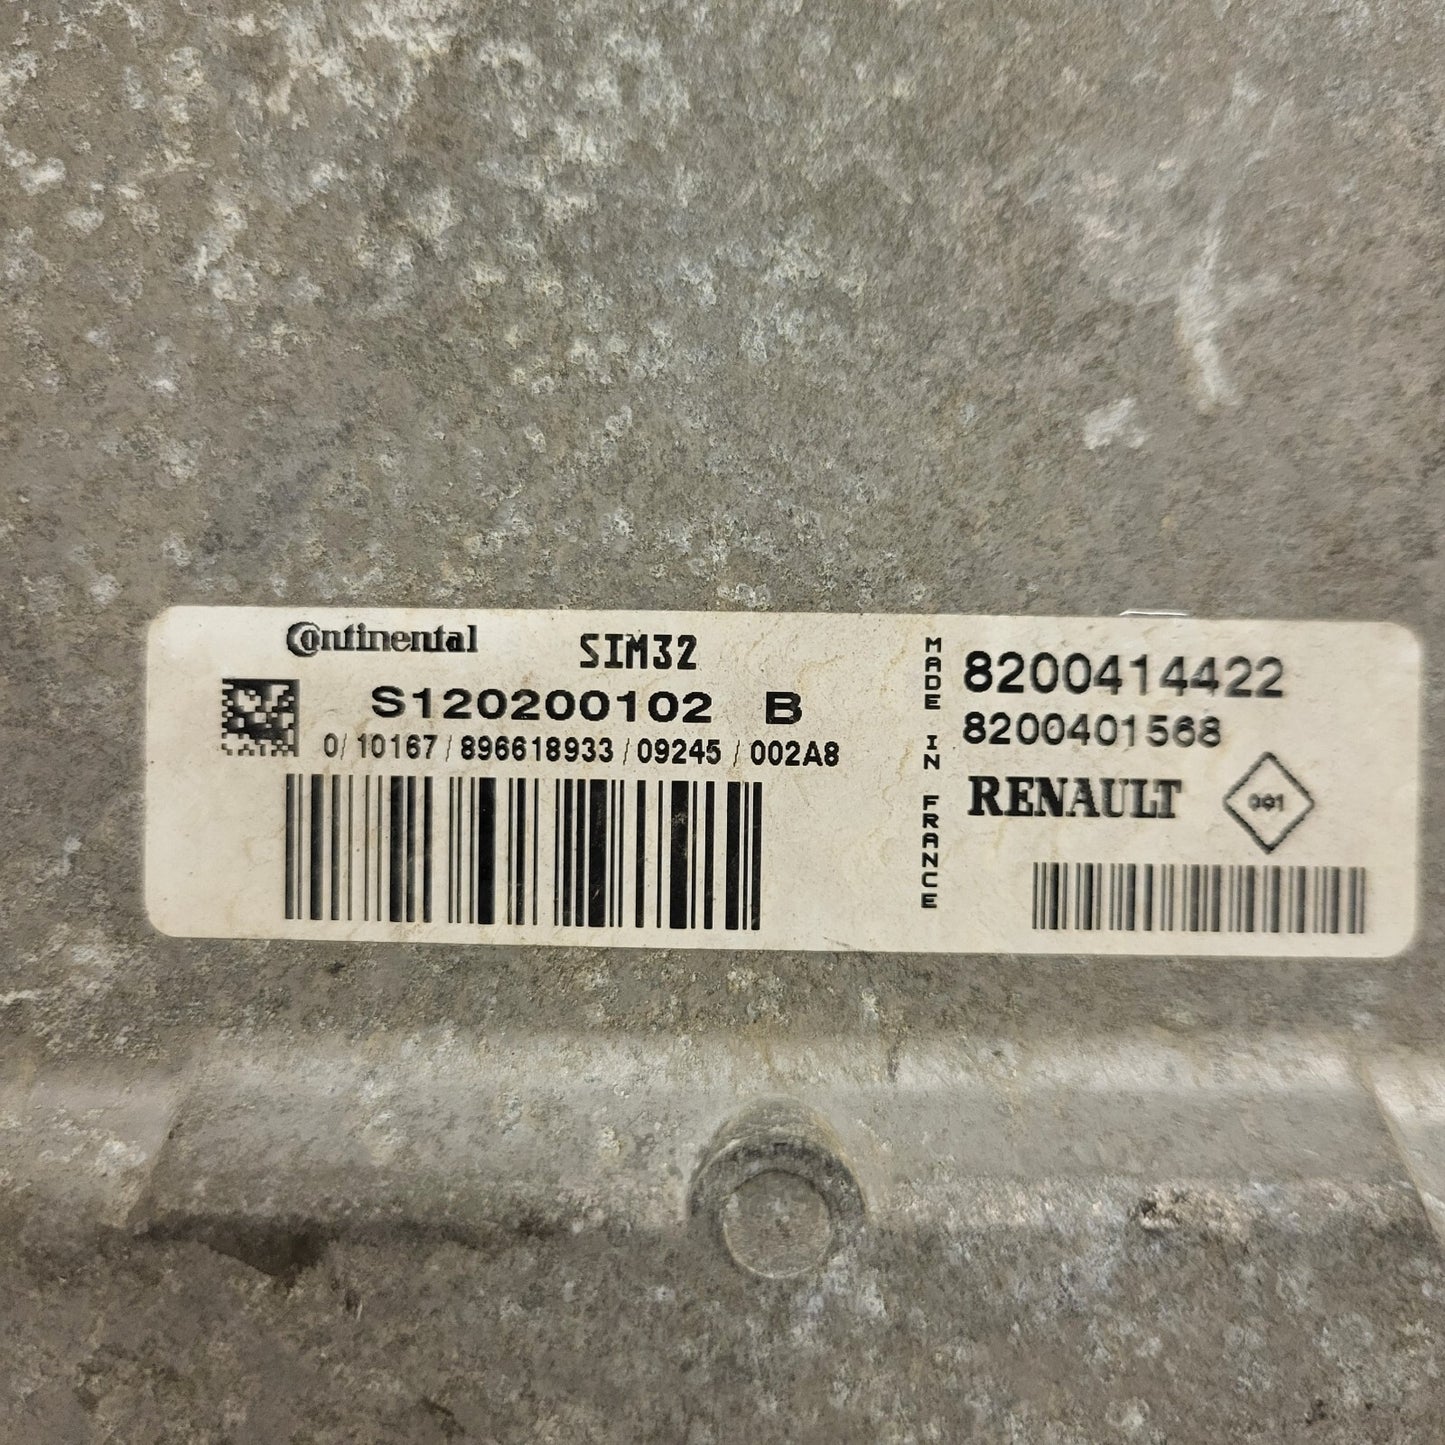 Continental SIM32
S120200102 B
0/10167/896618933/09245/002A8
MADE IN FRANCE
8200414422
8200401568
RENAULT 001